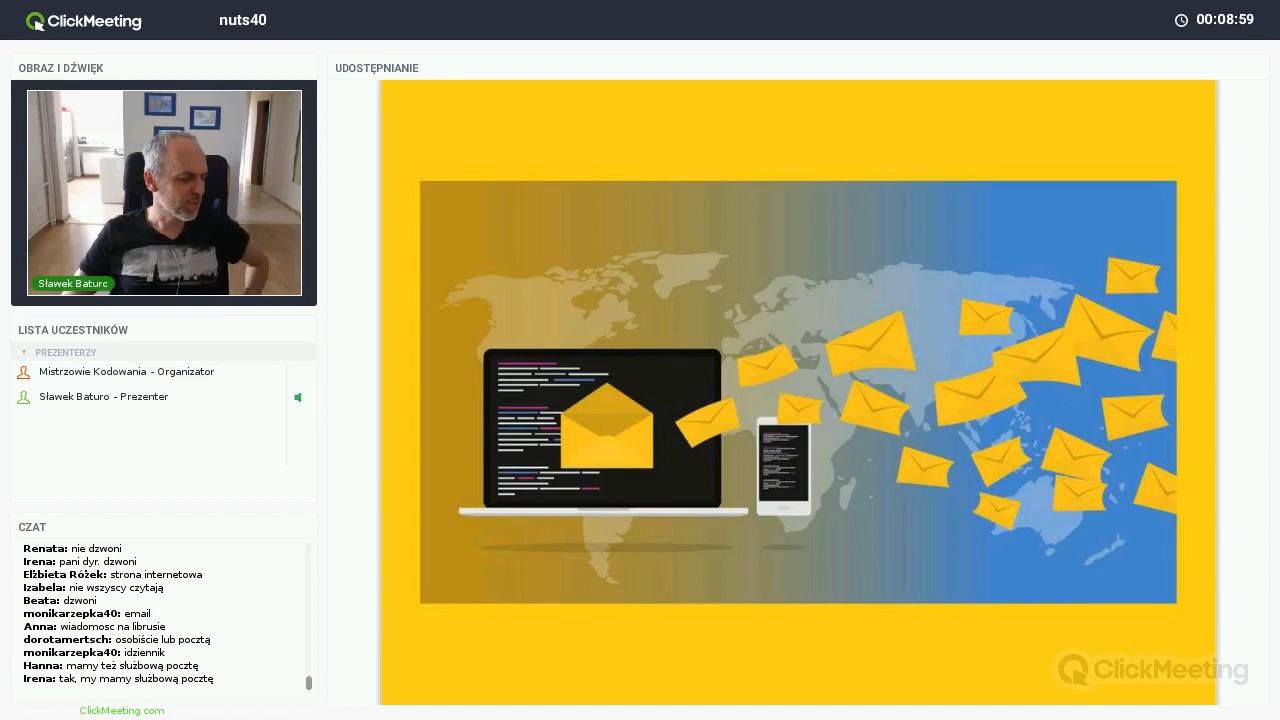 ClickMeeting
nuts40
00:08:59
OBRAZ I DŹWIĘK
Sławek Baturc
LISTA UCZESTNIKÓW
PREZENTERZY
Mistrzowie Kodowania - Organizator
Sławek Baturo - Prezenter
CZAT
Renata: nie dzwoni
Irena: pani dyr. dzwoni
Elżbieta Różek: strona internetowa
Izabela: nie wszyscy czytają
Beata: dzwoni
monikarzepka40: email
Anna: wiadomosc na librusie
dorotamertsch: osobiście lub pocztą
monikarzepka40: idziennik
Hanna: mamy też służbową pocztę
Irena: tak, my mamy służbową pocztę
ClickMeeting.com
UDOSTĘPNIANIE
ClickMeeting